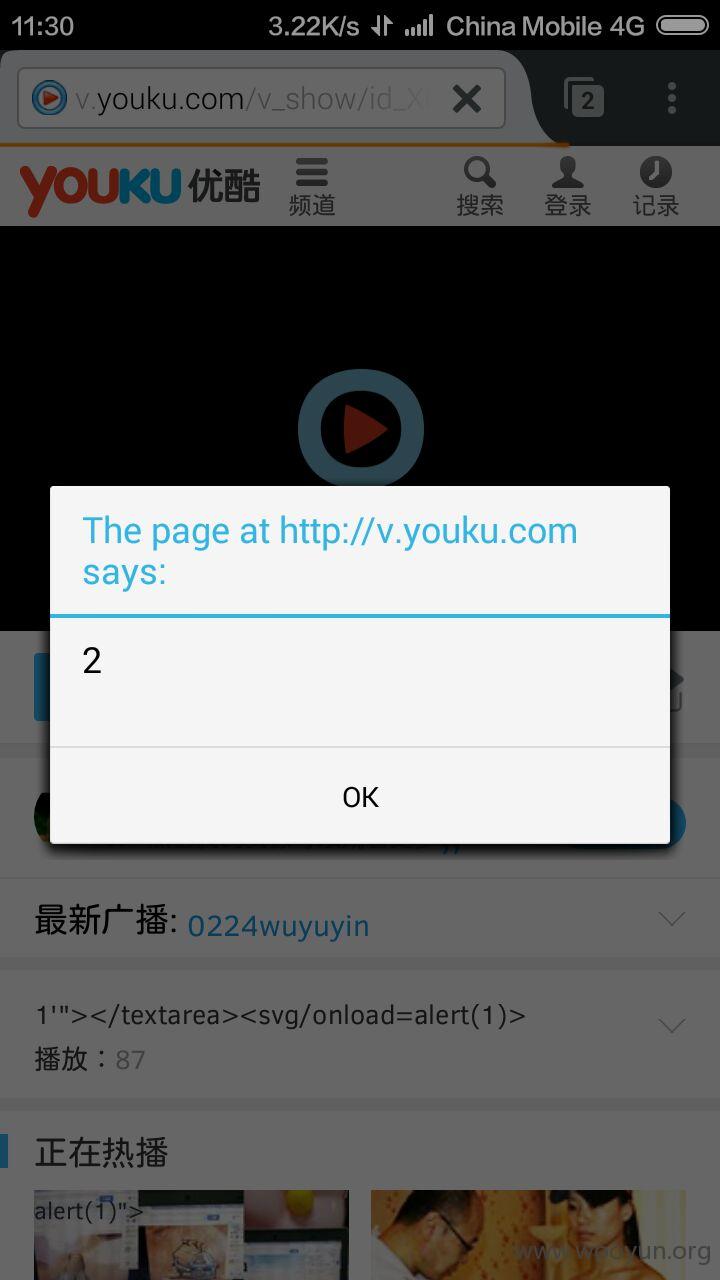 11:30 3.22K/s China Mobile 4G
v.youku.com/v_show/id_X
2
YOUKU 优酷 频道 搜索 登录 记录
The page at http://v.youku.com
says:
2
OK
最新广播: 0224wuyuyin
1'"></textarea><svg/onload=alert(1)>
播放：87
正在热播
alert(1)">
www.wooyun.org